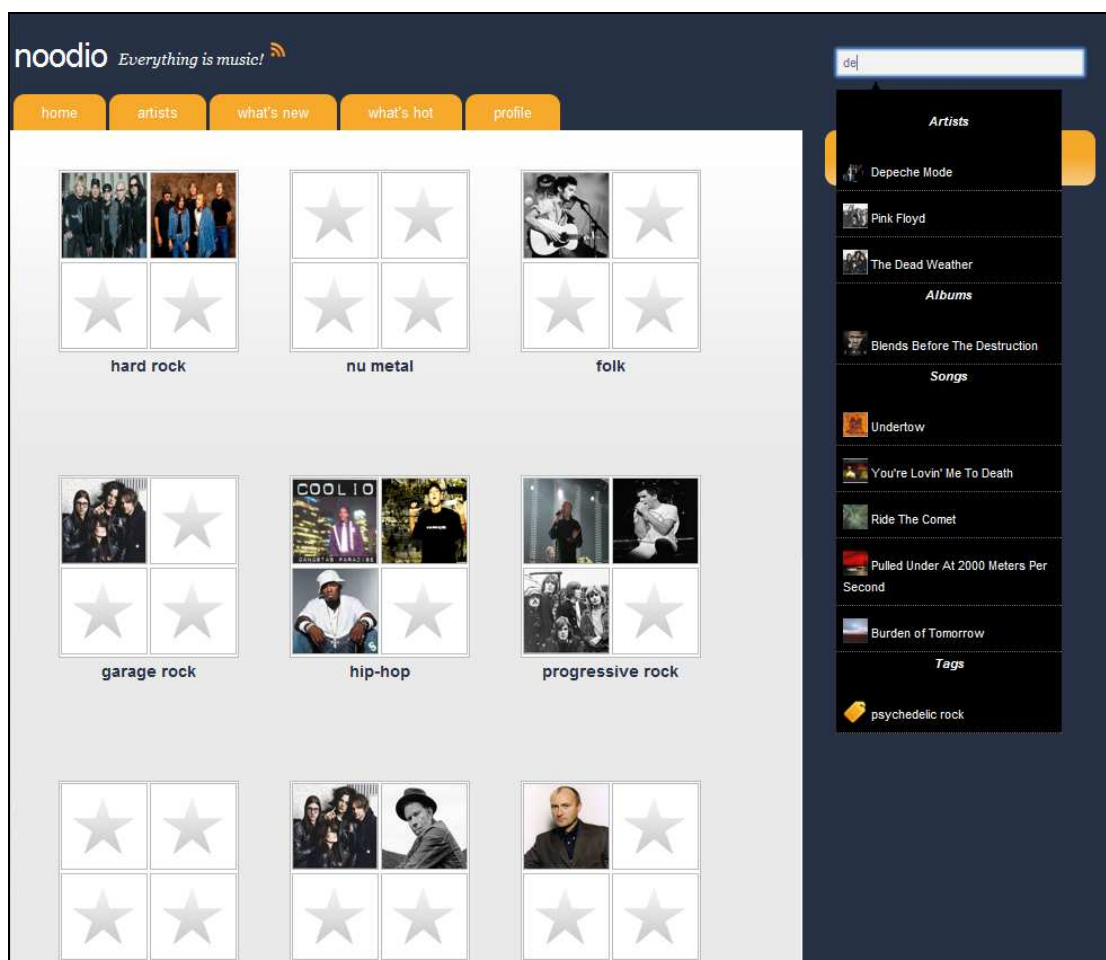 noodio Everything is music!
de
home artists what's new what's hot profile
Artists
Depeche Mode
Pink Floyd
The Dead Weather
Albums
Blends Before The Destruction
Songs
Undertow
You're Lovin' Me To Death
Ride The Comet
Pulled Under At 2000 Meters Per
Second
Burden of Tomorrow
Tags
psychedelic rock
hard rock nu metal folk
COOLIO
GANGSTAS PARADISE
garage rock hip-hop progressive rock